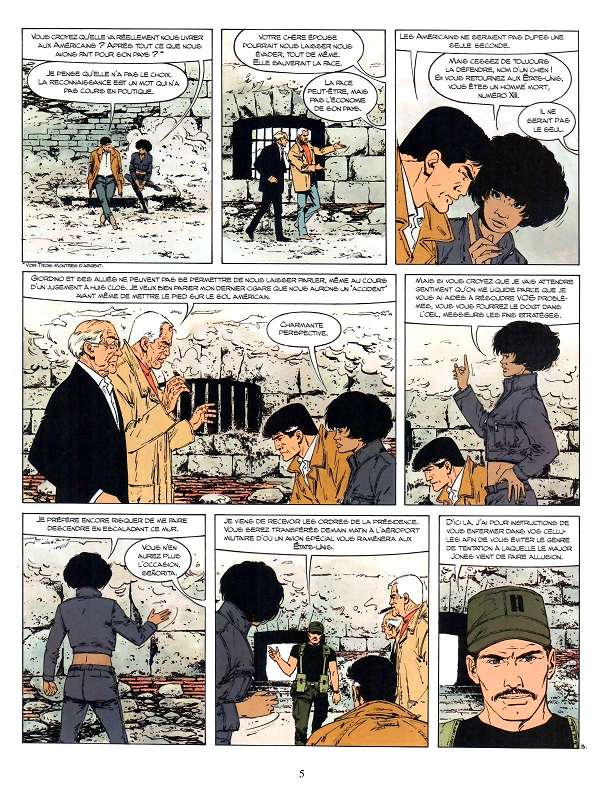 VOUS CROYEZ QU'ELLE VA RÉELLEMENT NOUS LIVRER
AUX AMÉRICAINS ? APRÈS TOUT CE QUE NOUS
AVONS FAIT POUR SON PAYS ?*
JE PENSE QU'ELLE N'A PAS LE CHOIX.
LA RECONNAISSANCE EST UN MOT QUI N'A
PAS COURS EN POLITIQUE.
*VOIR TROIS MONTRES D'ARGENT.
VOTRE CHÈRE ÉPOUSE
POURRAIT NOUS LAISSER NOUS
ÉVADER, TOUT DE MÊME.
ELLE SAUVERAIT LA FACE.
LA FACE
PEUT-ÊTRE, MAIS
PAS L'ÉCONOMIE
DE SON PAYS.
LES AMÉRICAINS NE SERAIENT PAS DUPES UNE
SEULE SECONDE.
MAIS CESSEZ DE TOUJOURS
LA DÉFENDRE, NOM D'UN CHIEN !
SI VOUS RETOURNEZ AUX ÉTATS-UNIS,
VOUS ÊTES UN HOMME MORT,
NUMÉRO XIII.
IL NE
SERAIT PAS
LE SEUL.
GIORDINO ET SES ALLIÉS NE PEUVENT PAS SE PERMETTRE DE NOUS LAISSER PARLER, MÊME AU COURS
D'UN JUGEMENT À HUIS CLOS. JE VEUX BIEN PARIER MON DERNIER CIGARE QUE NOUS AURONS UN "ACCIDENT"
AVANT MÊME DE METTRE LE PIED SUR LE SOL AMÉRICAIN.
CHARMANTE
PERSPECTIVE.
MAIS SI VOUS CROYEZ QUE JE VAIS ATTENDRE
GENTIMENT QU'ON ME LIQUIDE PARCE QUE JE
VOUS AI AIDÉS À RÉSOUDRE VOS PROBLÈ-
MES, VOUS VOUS FOURREZ LE DOIGT DANS
L'ŒIL, MESSIEURS LES FINS STRATÈGES.
JE PRÉFÈRE ENCORE RISQUER DE ME FAIRE
DESCENDRE EN ESCALADANT CE MUR.
VOUS N'EN
AUREZ PLUS
L'OCCASION,
SEÑORITA.
JE VIENS DE RECEVOIR LES ORDRES DE LA PRÉSIDENCE.
VOUS SEREZ TRANSFÉRÉS DEMAIN MATIN À L'AÉROPORT
MILITAIRE D'OÙ UN AVION SPÉCIAL VOUS RAMÈNERA AUX
ÉTATS-UNIS.
D'ICI LÀ, J'AI POUR INSTRUCTIONS DE
VOUS ENFERMER DANS VOS CELLU-
LES AFIN DE VOUS ÉVITER LE GENRE
DE TENTATION À LAQUELLE LE MAJOR
JONES VIENT DE FAIRE ALLUSION.
3.
5